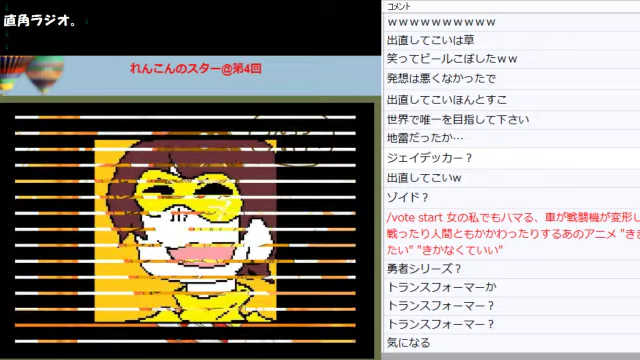 直角ラジオ。
れんこんのスター@第4回
コメント
ｗｗｗｗｗｗｗｗｗｗ
出直してこいは草
笑ってビールこぼしたｗｗ
発想は悪くなかったで
出直してこいほんとすこ
世界で唯一を目指して下さい
地雷だったか…
ジェイデッカー？
出直してこいw
ゾイド？
/vote start 女の私でもハマる、車が戦闘機が変形し
戦ったり人間ともかかわったりするあのアニメ "きき
たい" "きかなくていい"
勇者シリーズ？
トランスフォーマーか
トランスフォーマー？
トランスフォーマー？
気になる